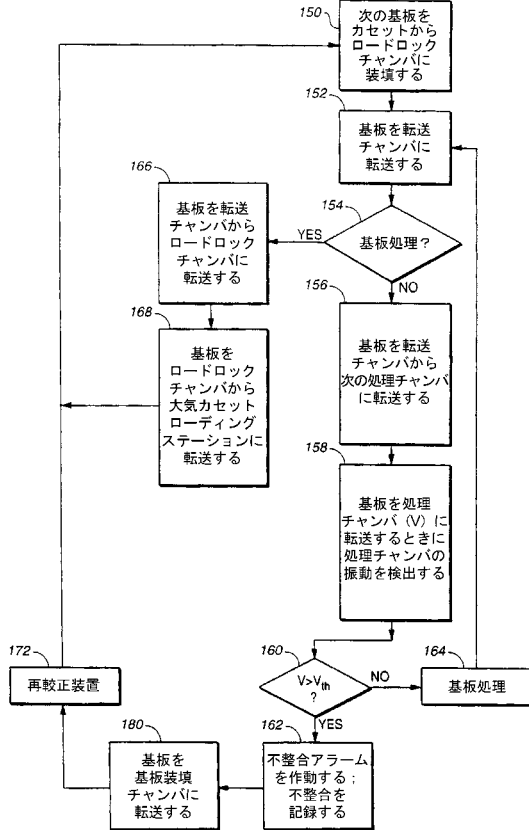 150
次の基板を
カセットから
ロードロック
チャンバに
装填する
152
基板を転送
チャンバに
転送する
154
基板処理？
YES
NO
166
基板を転送
チャンバから
ロードロック
チャンバに
転送する
156
基板を転送
チャンバから
次の処理チャンバ
に転送する
168
基板を
ロードロック
チャンバから
大気カセット
ローディング
ステーションに
転送する
158
基板を処理
チャンバ（V）に
転送するときに
処理チャンバの
振動を検出する
160
V>Vth
?
NO
YES
164
基板処理
172
再較正装置
180
基板を
基板装填
チャンバに
転送する
162
不整合アラーム
を作動する；
不整合を
記録する